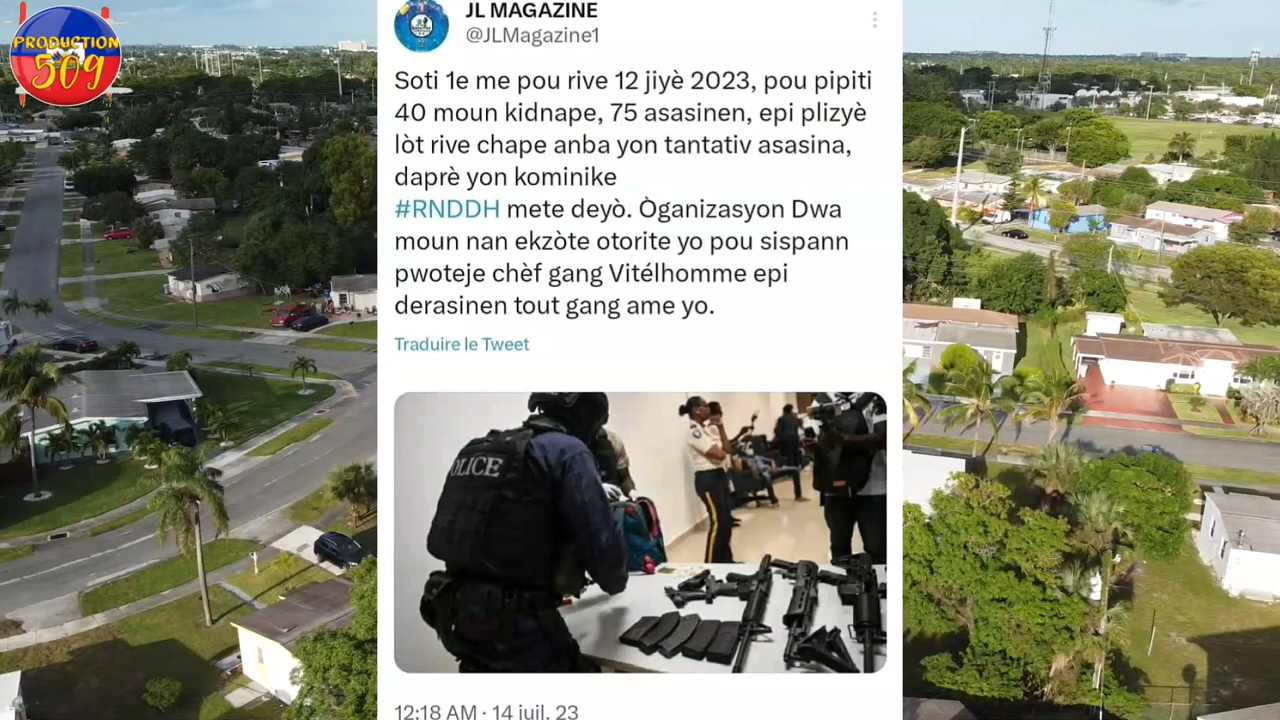 PRODUCTION
509
JL MAGAZINE
@JLMagazine1
Soti 1e me pou rive 12 jiyè 2023, pou pipiti
40 moun kidnape, 75 asasinen, epi plizyè
lòt rive chape anba yon tantativ asasina,
daprè yon kominike
#RNDDH mete deyò. Òganizasyon Dwa
moun nan ekzòte otorite yo pou sispann
pwoteje chèf gang Vitélhomme epi
derasinen tout gang ame yo.
Traduire le Tweet
POLICE
12:18 AM · 14 juil. 23